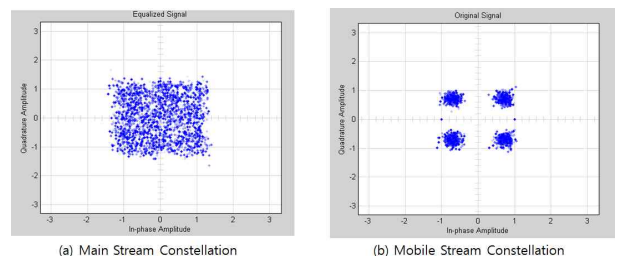 Equalized Signal
3
2
1
0
-1
-2
-3
Quadrature Amplitude
-3 -2 -1 0 1 2 3
In-phase Amplitude
(a) Main Stream Constellation
Original Signal
3
2
1
0
-1
-2
-3
Quadrature Amplitude
-3 -2 -1 0 1 2 3
In-phase Amplitude
(b) Mobile Stream Constellation